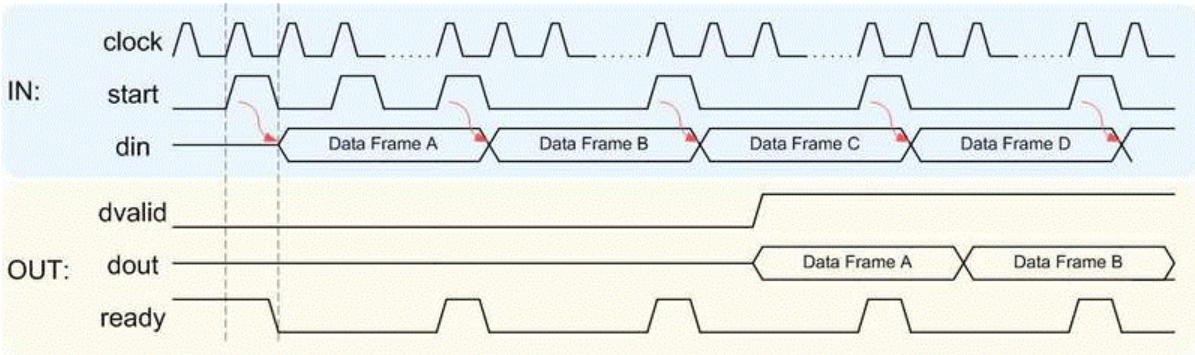 IN:
clock
start
din
Data Frame A
Data Frame B
Data Frame C
Data Frame D
OUT:
dvalid
dout
Data Frame A
Data Frame B
ready